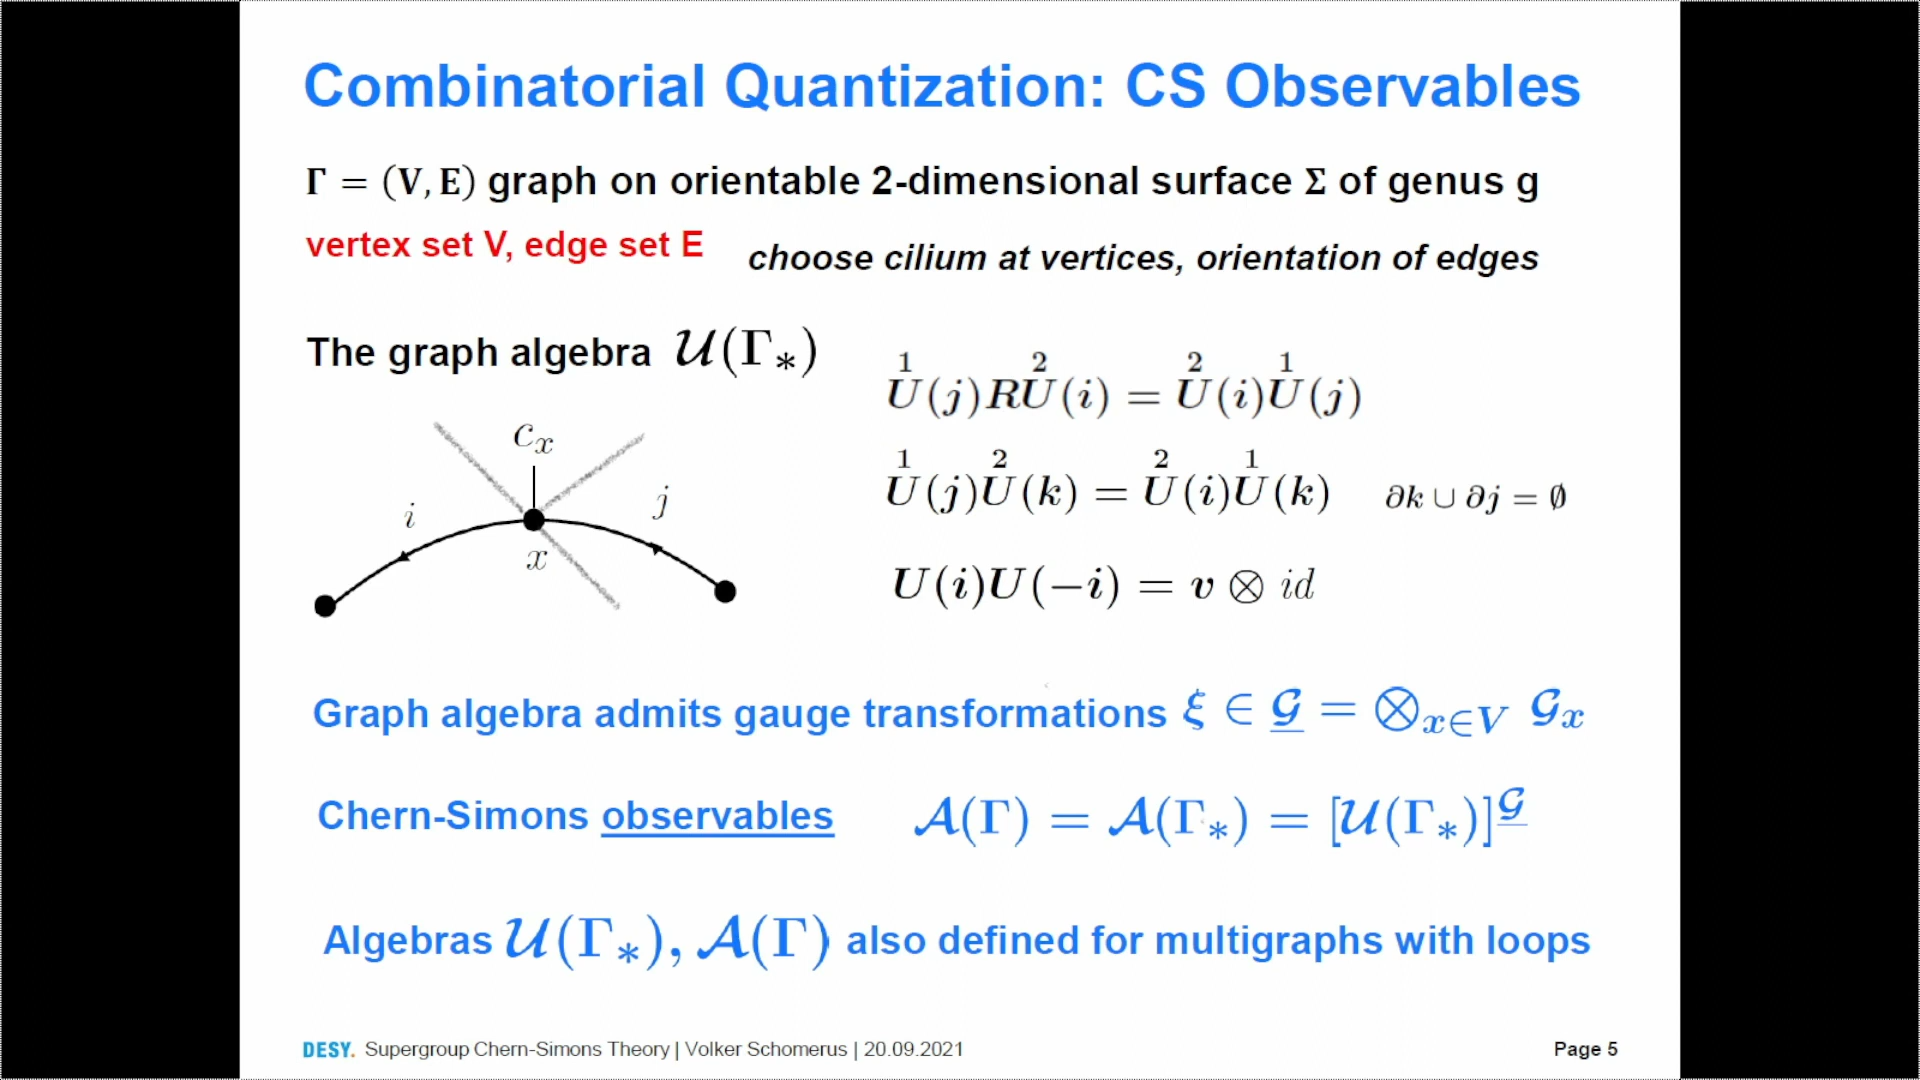 Combinatorial Quantization: CS Observables
Γ = (V, E) graph on orientable 2-dimensional surface Σ of genus g
vertex set V, edge set E
choose cilium at vertices, orientation of edges
The graph algebra 𝒰(Γ∗)
1 2 2 1
U(j)RU(i) = U(i)U(j)
1 2 2 1
U(j)U(k) = U(i)U(k) ∂k ∪ ∂j = ∅
U(i)U(−i) = v ⊗ id
c_x
i
j
x
Graph algebra admits gauge transformations ξ ∈ 𝒢 = ⊗_{x∈V} 𝒢_x
Chern-Simons observables 𝒜(Γ) = 𝒜(Γ∗) = [𝒰(Γ∗)]^𝒢
Algebras 𝒰(Γ∗), 𝒜(Γ) also defined for multigraphs with loops
DESY. Supergroup Chern-Simons Theory | Volker Schomerus | 20.09.2021
Page 5